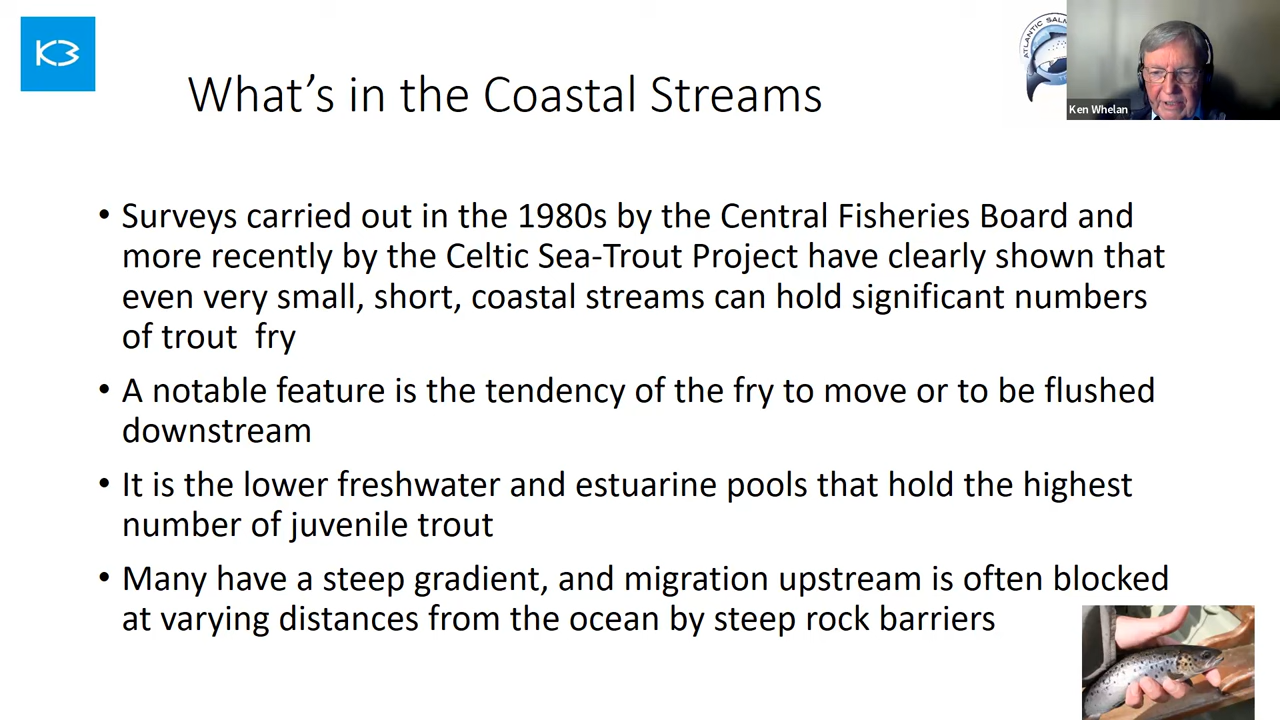 K3
What's in the Coastal Streams
ATLANTIC SALM
Ken Whelan
• Surveys carried out in the 1980s by the Central Fisheries Board and
more recently by the Celtic Sea-Trout Project have clearly shown that
even very small, short, coastal streams can hold significant numbers
of trout fry
• A notable feature is the tendency of the fry to move or to be flushed
downstream
• It is the lower freshwater and estuarine pools that hold the highest
number of juvenile trout
• Many have a steep gradient, and migration upstream is often blocked
at varying distances from the ocean by steep rock barriers